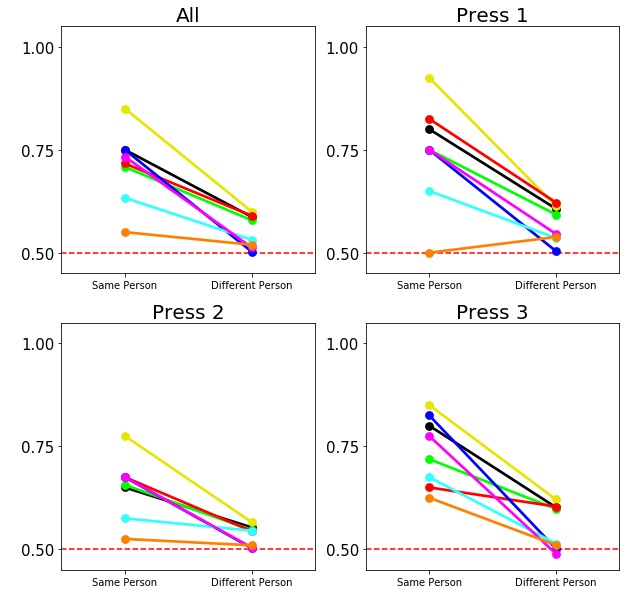 All
1.00
0.75
0.50
Same Person
Different Person
Press 1
1.00
0.75
0.50
Same Person
Different Person
Press 2
1.00
0.75
0.50
Same Person
Different Person
Press 3
1.00
0.75
0.50
Same Person
Different Person